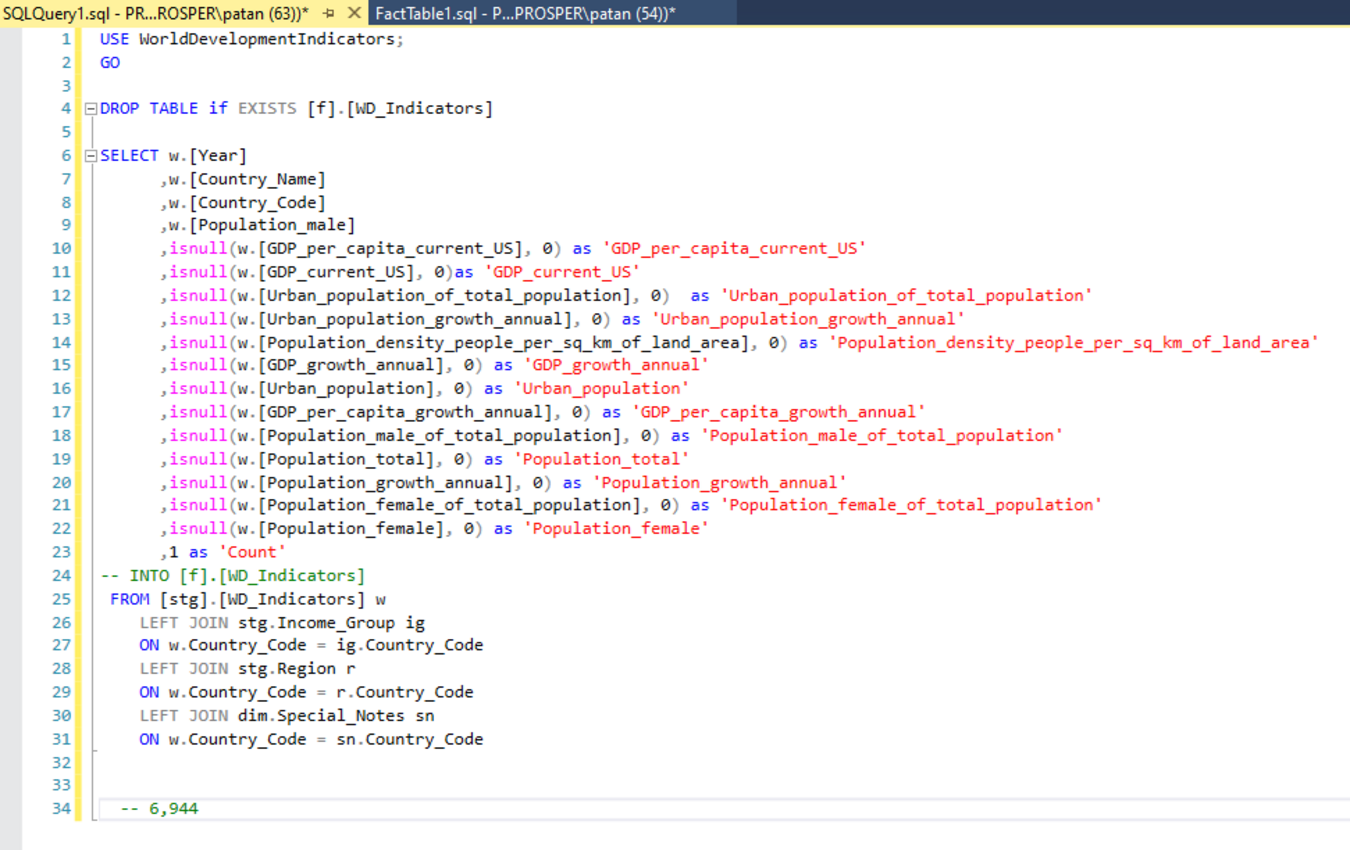 SQLQuery1.sql - PR...ROSPER\patan (63))* FactTable1.sql - P...PROSPER\patan (54))*
1 USE WorldDevelopmentIndicators;
2 GO
3
4 DROP TABLE if EXISTS [f].[WD_Indicators]
5
6 SELECT w.[Year]
7 ,w.[Country_Name]
8 ,w.[Country_Code]
9 ,w.[Population_male]
10 ,isnull(w.[GDP_per_capita_current_US], 0) as 'GDP_per_capita_current_US'
11 ,isnull(w.[GDP_current_US], 0)as 'GDP_current_US'
12 ,isnull(w.[Urban_population_of_total_population], 0)  as 'Urban_population_of_total_population'
13 ,isnull(w.[Urban_population_growth_annual], 0) as 'Urban_population_growth_annual'
14 ,isnull(w.[Population_density_people_per_sq_km_of_land_area], 0) as 'Population_density_people_per_sq_km_of_land_area'
15 ,isnull(w.[GDP_growth_annual], 0) as 'GDP_growth_annual'
16 ,isnull(w.[Urban_population], 0) as 'Urban_population'
17 ,isnull(w.[GDP_per_capita_growth_annual], 0) as 'GDP_per_capita_growth_annual'
18 ,isnull(w.[Population_male_of_total_population], 0) as 'Population_male_of_total_population'
19 ,isnull(w.[Population_total], 0) as 'Population_total'
20 ,isnull(w.[Population_growth_annual], 0) as 'Population_growth_annual'
21 ,isnull(w.[Population_female_of_total_population], 0) as 'Population_female_of_total_population'
22 ,isnull(w.[Population_female], 0) as 'Population_female'
23 ,1 as 'Count'
24 -- INTO [f].[WD_Indicators]
25 FROM [stg].[WD_Indicators] w
26 LEFT JOIN stg.Income_Group ig
27 ON w.Country_Code = ig.Country_Code
28 LEFT JOIN stg.Region r
29 ON w.Country_Code = r.Country_Code
30 LEFT JOIN dim.Special_Notes sn
31 ON w.Country_Code = sn.Country_Code
32
33
34 -- 6,944